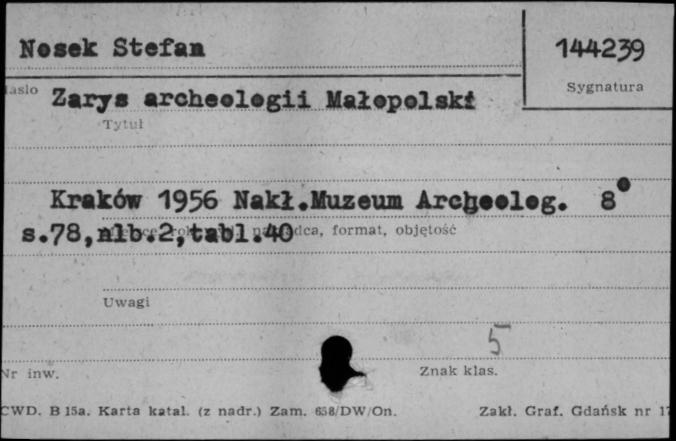 Nosek Stefan
144239
Sygnatura
asło
Zarys archeologii Małopolski
Tytuł
Kraków 1956 Nakł.Muzeum Archeolog. 8°
s.78,nlb.2,tabl.40
format, objętość
Uwagi
5
Nr inw.
Znak klas.
CWD. B 15a. Karta katal. (z nadr.) Zam. 658/DW/On.
Zakł. Graf. Gdańsk nr 1